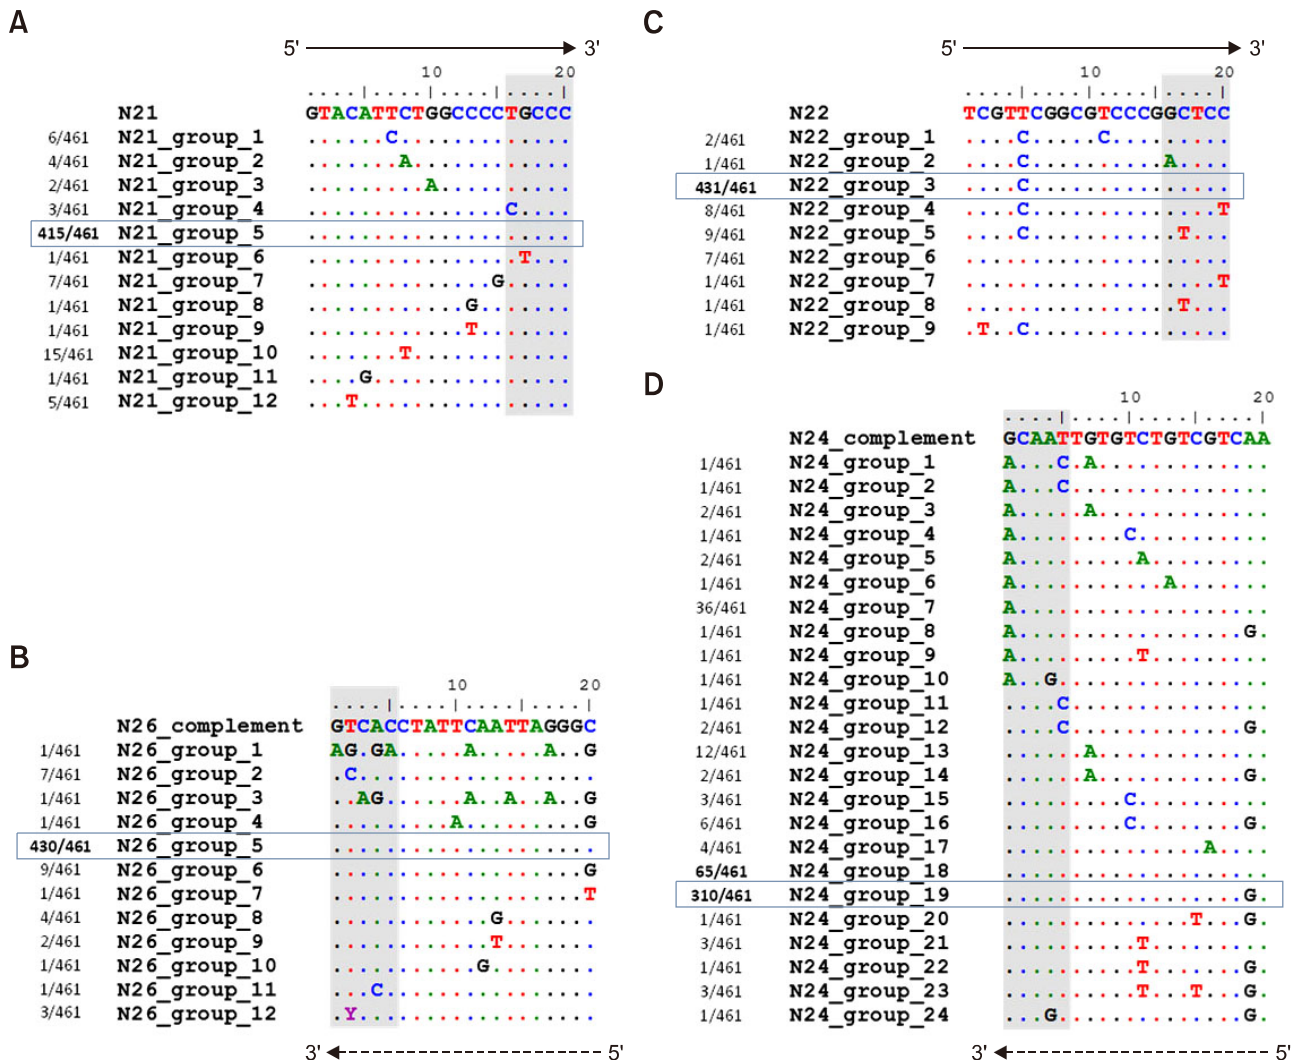 A
5' 3'
10 20
N21 GTACATTCTGGCCCCTGCCC
6/461 N21_group_1 ......C.............
4/461 N21_group_2 .......A............
2/461 N21_group_3 .........A..........
3/461 N21_group_4 ...............C....
415/461 N21_group_5 ....................
1/461 N21_group_6 ................T...
7/461 N21_group_7 ..............G.....
1/461 N21_group_8 ............G.......
1/461 N21_group_9 ............T.......
15/461 N21_group_10 .......T............
1/461 N21_group_11 ....G...............
5/461 N21_group_12 ...T................
B
10 20
N26_complement GTCACCTATTCAATTAGGGC
1/461 N26_group_1 AG.GA.....A.....A..G
7/461 N26_group_2 .C..................
1/461 N26_group_3 ..AG......A..A..A..G
1/461 N26_group_4 .........A.........G
430/461 N26_group_5 ....................
9/461 N26_group_6 ...................G
1/461 N26_group_7 ...................T
4/461 N26_group_8 ............G.......
2/461 N26_group_9 ............T.......
1/461 N26_group_10 ...........G........
1/461 N26_group_11 ...C................
3/461 N26_group_12 .Y..................
3' 5'
C
5' 3'
10 20
N22 TCGTTCGGCGTCCCGGCTCC
2/461 N22_group_1 ....C.....C.........
1/461 N22_group_2 ....C..........A....
431/461 N22_group_3 ....C...............
8/461 N22_group_4 ....C..............T
9/461 N22_group_5 ....C...........T...
7/461 N22_group_6 ....................
1/461 N22_group_7 ...................T
1/461 N22_group_8 ................T...
1/461 N22_group_9 .T..C...............
D
10 20
N24_complement GCAATTGTGTCTGTCGTCAA
1/461 N24_group_1 A...C.A.............
1/461 N24_group_2 A...C...............
2/461 N24_group_3 A.....A.............
1/461 N24_group_4 A........C..........
2/461 N24_group_5 A.........A.........
1/461 N24_group_6 A...........A.......
36/461 N24_group_7 A...................
1/461 N24_group_8 A.................G.
1/461 N24_group_9 A.........T.........
1/461 N24_group_10 A..G................
1/461 N24_group_11 ....C...............
2/461 N24_group_12 ....C.............G.
12/461 N24_group_13 ......A.............
2/461 N24_group_14 ......A...........G.
3/461 N24_group_15 .........C..........
6/461 N24_group_16 .........C........G.
4/461 N24_group_17 ...............A....
65/461 N24_group_18 ....................
310/461 N24_group_19 ..................G.
1/461 N24_group_20 ..............T...G.
3/461 N24_group_21 ..........T.........
1/461 N24_group_22 ..........T.......G.
3/461 N24_group_23 ..........T...T...G.
1/461 N24_group_24 ...G..............G.
3' 5'